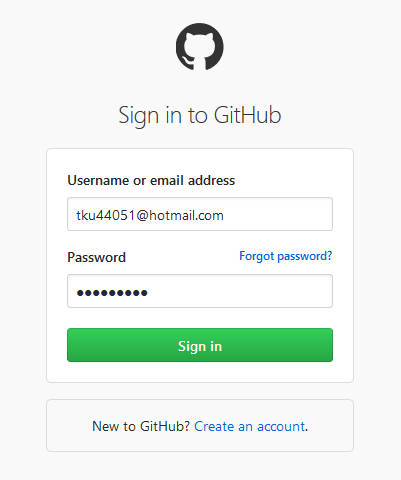 Sign in to GitHub
Username or email address
tku44051@hotmail.com
Password Forgot password?
●●●●●●●●●
Sign in
New to GitHub? Create an account.